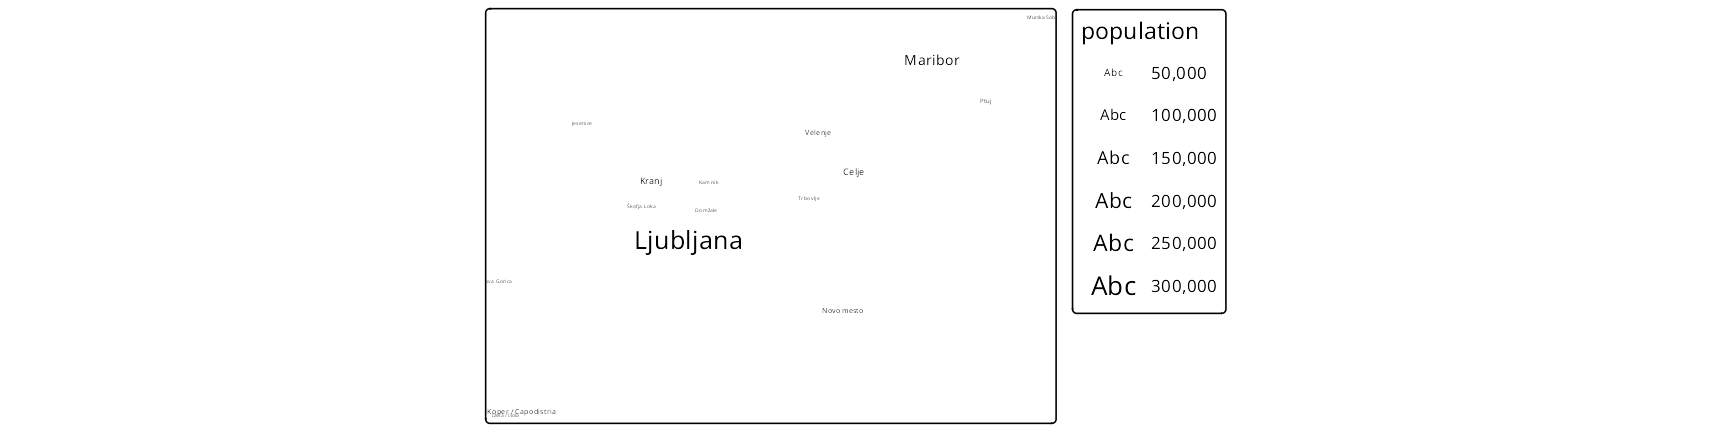 Murska Sob
Maribor
Ptuj
Jesenice
Velenje
Celje
Kranj
Kamnik
Trbovlje
Škofja Loka
Domžale
Ljubljana
va Gorica
Novo mesto
Koper / Capodistria
population
Abc 50,000
Abc 100,000
Abc 150,000
Abc 200,000
Abc 250,000
Abc 300,000